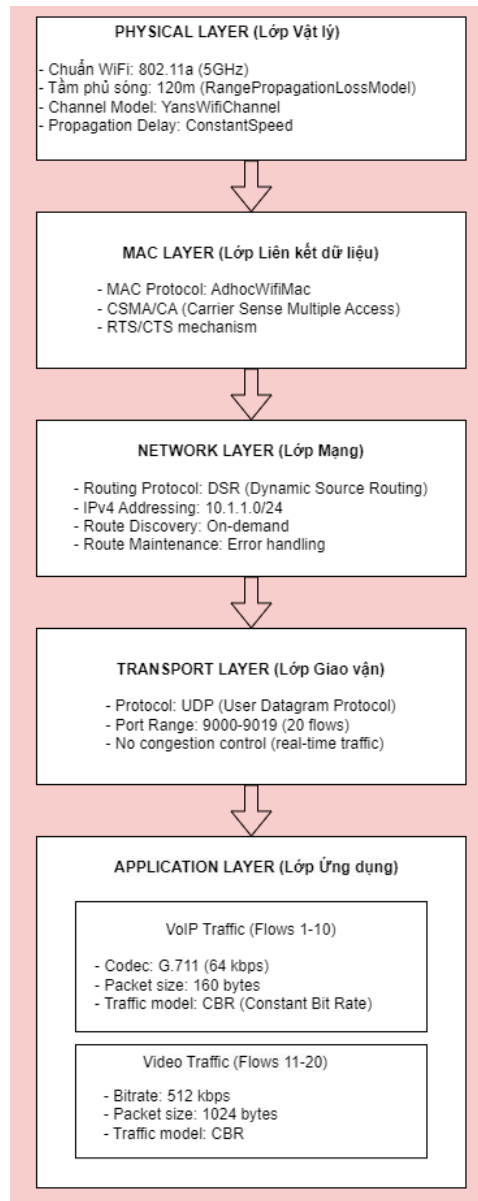 PHYSICAL LAYER (Lớp Vật lý)
- Chuẩn WiFi: 802.11a (5GHz)
- Tầm phủ sóng: 120m (RangePropagationLossModel)
- Channel Model: YansWifiChannel
- Propagation Delay: ConstantSpeed
MAC LAYER (Lớp Liên kết dữ liệu)
- MAC Protocol: AdhocWifiMac
- CSMA/CA (Carrier Sense Multiple Access)
- RTS/CTS mechanism
NETWORK LAYER (Lớp Mạng)
- Routing Protocol: DSR (Dynamic Source Routing)
- IPv4 Addressing: 10.1.1.0/24
- Route Discovery: On-demand
- Route Maintenance: Error handling
TRANSPORT LAYER (Lớp Giao vận)
- Protocol: UDP (User Datagram Protocol)
- Port Range: 9000-9019 (20 flows)
- No congestion control (real-time traffic)
APPLICATION LAYER (Lớp Ứng dụng)
VoIP Traffic (Flows 1-10)
- Codec: G.711 (64 kbps)
- Packet size: 160 bytes
- Traffic model: CBR (Constant Bit Rate)
Video Traffic (Flows 11-20)
- Bitrate: 512 kbps
- Packet size: 1024 bytes
- Traffic model: CBR